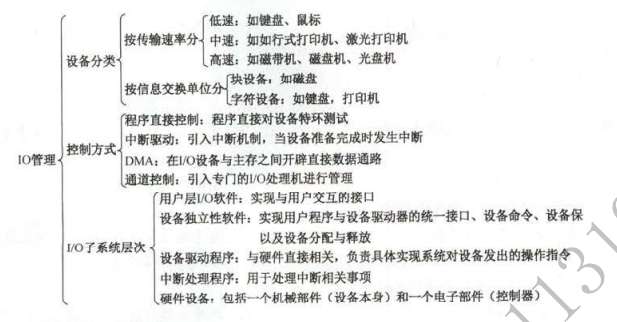 低速：如键盘、鼠标
按传输速率分
中速：如如行式打印机、激光打印机
高速：如磁带机、磁盘机、光盘机
设备分类
按信息交换单位分
块设备，如磁盘
字符设备：如键盘，打印机
程序直接控制：程序直接对设备特环测试
中断驱动：引入中断机制，当设备准备完成时发生中断
控制方式
IO管理
DMA：在I/O设备与主存之间开辟直接数据通路
通道控制：引入专门的I/O处理机进行管理
用户层I/O软件：实现与用户交互的接口
设备独立性软件：实现用户程序与设备驱动器的统一接口、设备命令、设备保
以及设备分配与释放
I/O子系统层次
设备驱动程序：与硬件直接相关，负责具体实现系统对设备发出的操作指令
中断处理程序：用于处理中断相关事项
硬件设备：包括一个机械部件（设备本身）和一个电子部件（控制器）